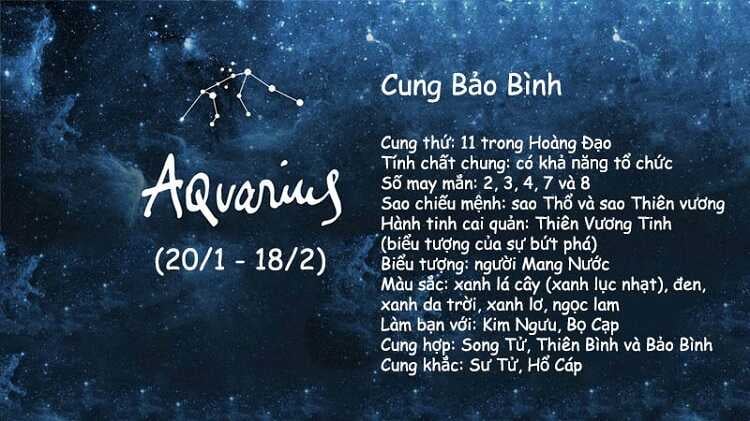 Aquarius
(20/1 - 18/2)
Cung Bảo Bình
Cung thứ: 11 trong Hoàng Đạo
Tính chất chung: có khả năng tổ chức
Số may mắn: 2, 3, 4, 7 và 8
Sao chiếu mệnh: sao Thổ và sao Thiên vương
Hành tinh cai quản: Thiên Vương Tinh
(biểu tượng của sự bứt phá)
Biểu tượng: người Mang Nước
Màu sắc: xanh lá cây (xanh lục nhạt), đen,
xanh da trời, xanh lơ, ngọc lam
Làm bạn với: Kim Ngưu, Bọ Cạp
Cung hợp: Song Tử, Thiên Bình và Bảo Bình
Cung khắc: Sư Tử, Hổ Cáp